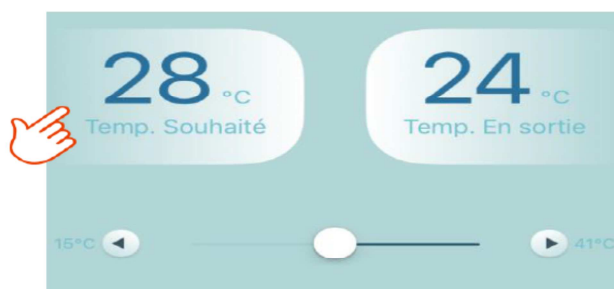 28 °C
24 °C
Temp. Souhaité
Temp. En sortie
15°C
41°C